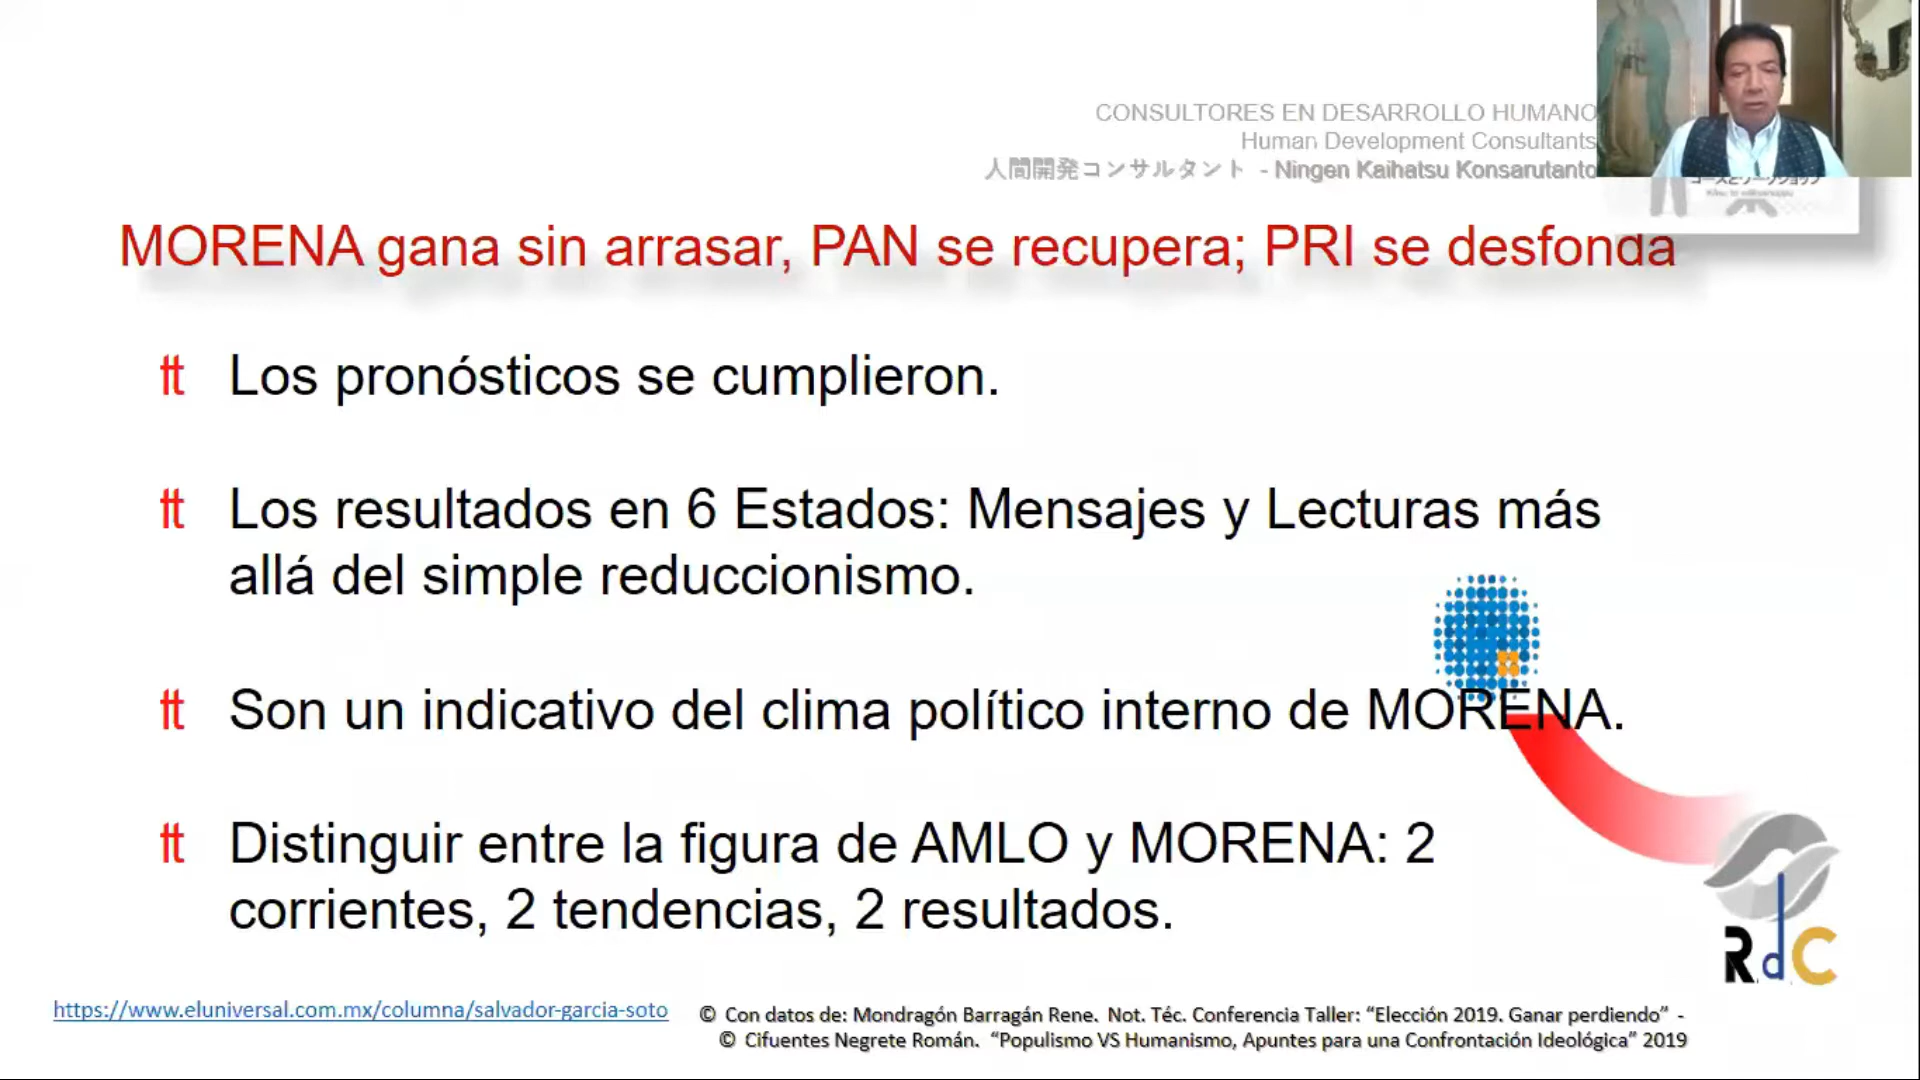 CONSULTORES EN DESARROLLO HUMANO
Human Development Consultants
人間開発コンサルタント - Ningen Kaihatsu Konsarutanto
MORENA gana sin arrasar, PAN se recupera; PRI se desfonda
Los pronósticos se cumplieron.
Los resultados en 6 Estados: Mensajes y Lecturas más
allá del simple reduccionismo.
Son un indicativo del clima político interno de MORENA.
Distinguir entre la figura de AMLO y MORENA: 2
corrientes, 2 tendencias, 2 resultados.
R.d.C
https://www.eluniversal.com.mx/columna/salvador-garcia-soto
© Con datos de: Mondragón Barragán Rene. Not. Téc. Conferencia Taller: “Elección 2019. Ganar perdiendo” -
© Cifuentes Negrete Román. “Populismo VS Humanismo, Apuntes para una Confrontación Ideológica” 2019